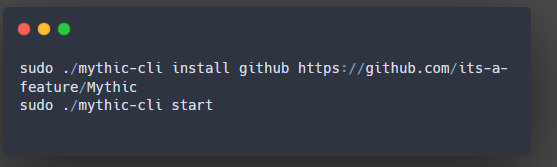 sudo ./mythic-cli install github https://github.com/its-a-
feature/Mythic
sudo ./mythic-cli start